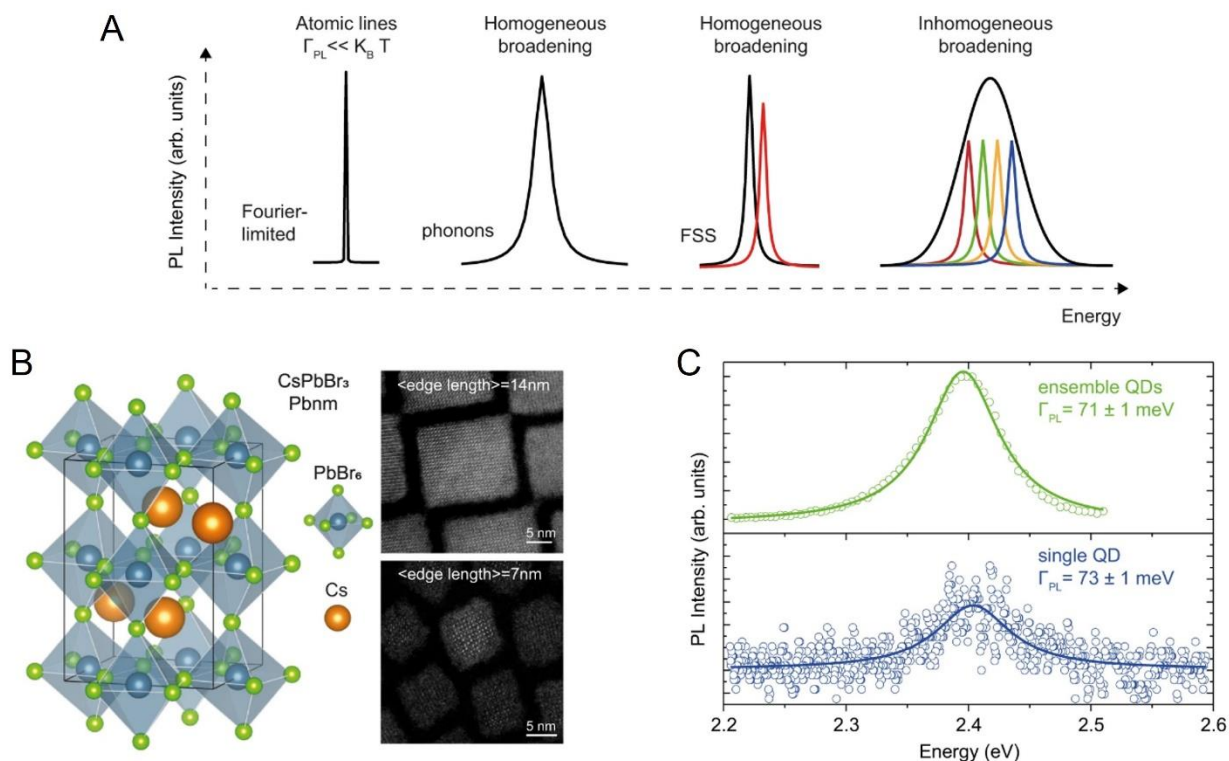 A
Atomic lines
Γ_PL << K_B T
Homogeneous
broadening
Homogeneous
broadening
Inhomogeneous
broadening
PL Intensity (arb. units)
Fourier-
limited
phonons
FSS
Energy
B
CsPbBr₃
Pbnm
PbBr₆
Cs
<edge length>=14nm
5 nm
<edge length>=7nm
5 nm
C
ensemble QDs
Γ_PL = 71 ± 1 meV
single QD
Γ_PL = 73 ± 1 meV
PL Intensity (arb. units)
2.2 2.3 2.4 2.5 2.6
Energy (eV)